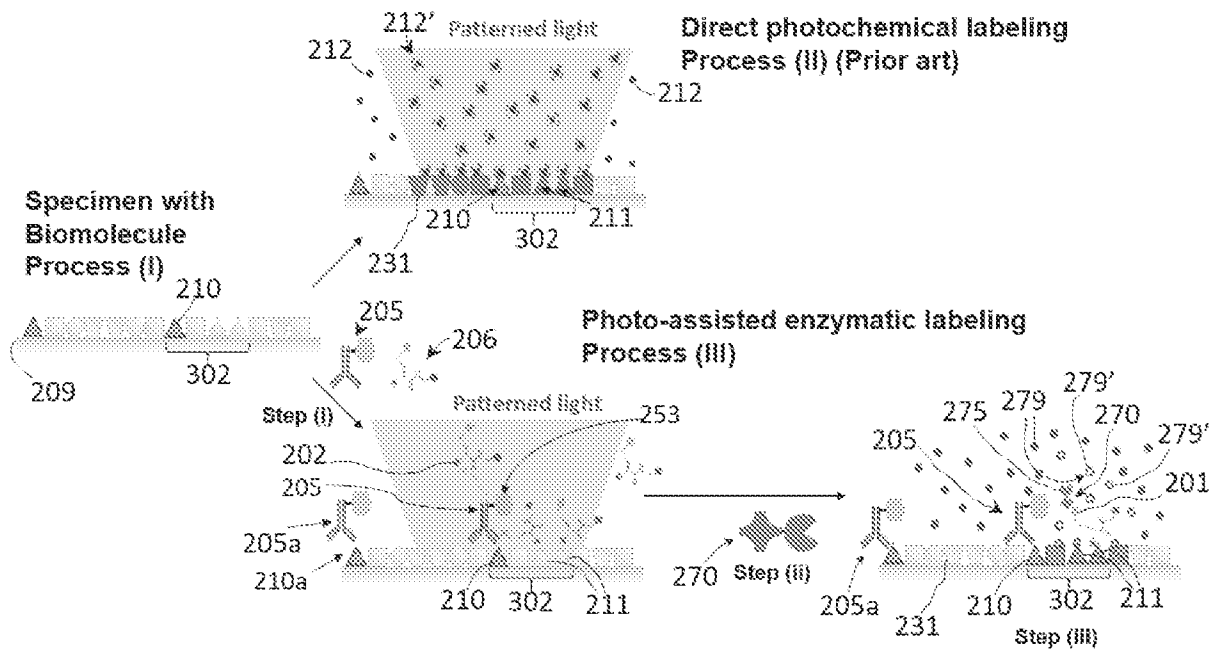 212'
Patterned light
Direct photochemical labeling
Process (II) (Prior art)
212
212
210
302
211
231
Specimen with
Biomolecule
Process (I)
210
302
209
205
206
Photo-assisted enzymatic labeling
Process (III)
Step (i)
Patterned light
253
202
205
205a
210a
210
302
211
270
Step (ii)
279'
279
270
275
279'
205
201
205a
231
210
302
211
Step (iii)